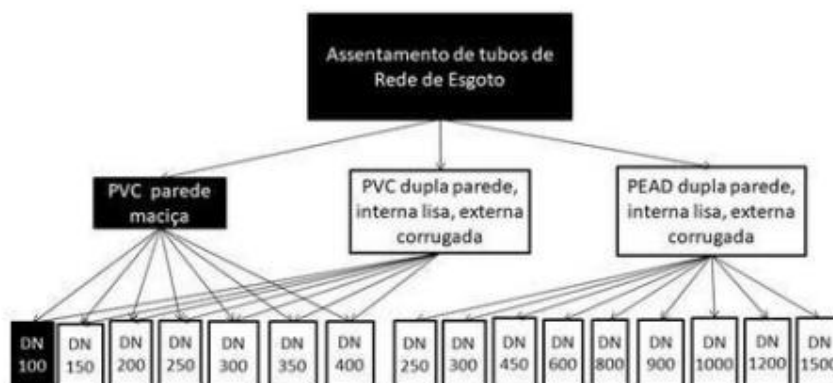 Assentamento de tubos de
Rede de Esgoto
PVC parede
maciça
PVC dupla parede,
interna lisa, externa
corrugada
PEAD dupla parede,
interna lisa, externa
corrugada
DN
100
DN
150
DN
200
DN
250
DN
300
DN
350
DN
400
DN
250
DN
300
DN
450
DN
600
DN
800
DN
900
DN
1000
DN
1200
DN
1500